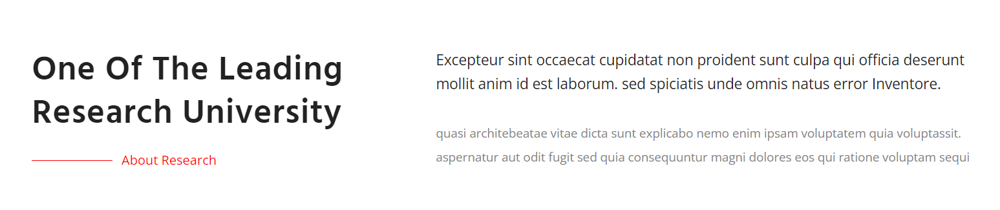 One Of The Leading
Research University
About Research
Excepteur sint occaecat cupidatat non proident sunt culpa qui officia deserunt
mollit anim id est laborum. sed spiciatis unde omnis natus error Inventore.
quasi architebeatae vitae dicta sunt explicabo nemo enim ipsam voluptatem quia voluptassit.
aspernatur aut odit fugit sed quia consequuntur magni dolores eos qui ratione voluptam sequi